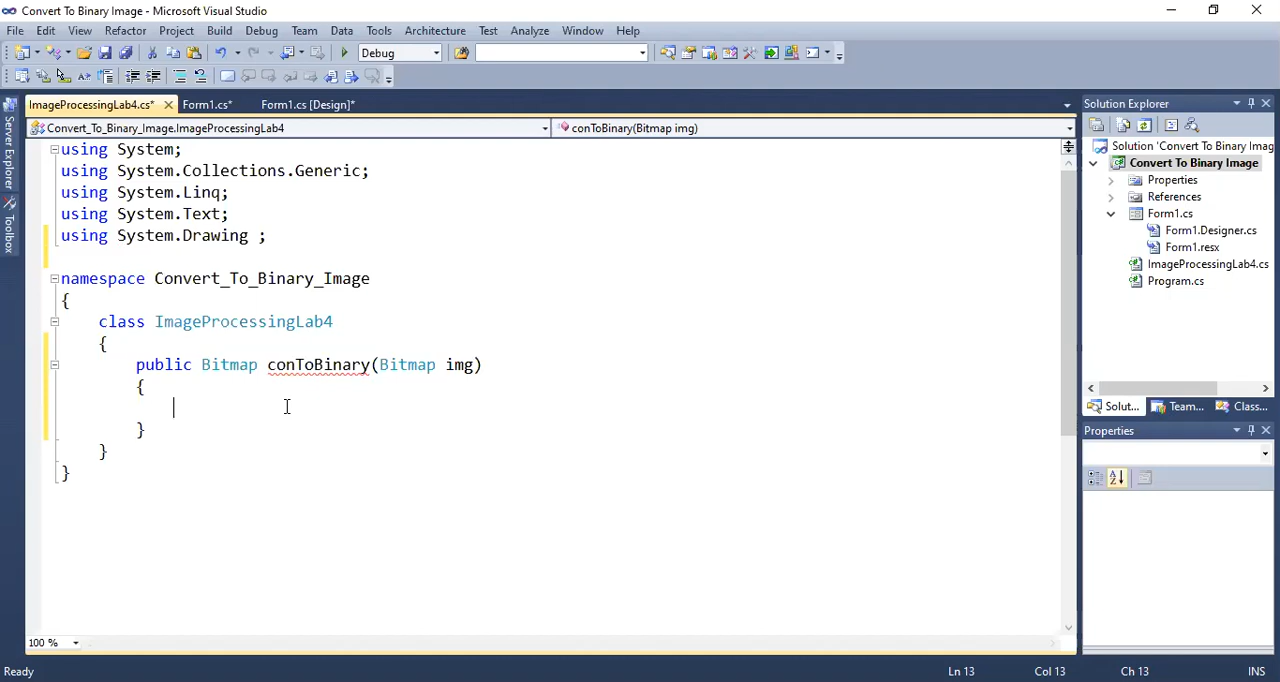 Convert To Binary Image - Microsoft Visual Studio
File Edit View Refactor Project Build Debug Team Data Tools Architecture Test Analyze Window Help
Debug
ImageProcessingLab4.cs* Form1.cs* Form1.cs [Design]*
Convert_To_Binary_Image.ImageProcessingLab4 conToBinary(Bitmap img)
using System;
using System.Collections.Generic;
using System.Linq;
using System.Text;
using System.Drawing ;
namespace Convert_To_Binary_Image
{
class ImageProcessingLab4
{
public Bitmap conToBinary(Bitmap img)
{
}
}
}
100 %
Server Explorer
Toolbox
Solution Explorer
Solution 'Convert To Binary Imag
Convert To Binary Image
Properties
References
Form1.cs
Form1.Designer.cs
Form1.resx
ImageProcessingLab4.cs
Program.cs
Solut... Team... Class...
Properties
Ready Ln 13 Col 13 Ch 13 INS